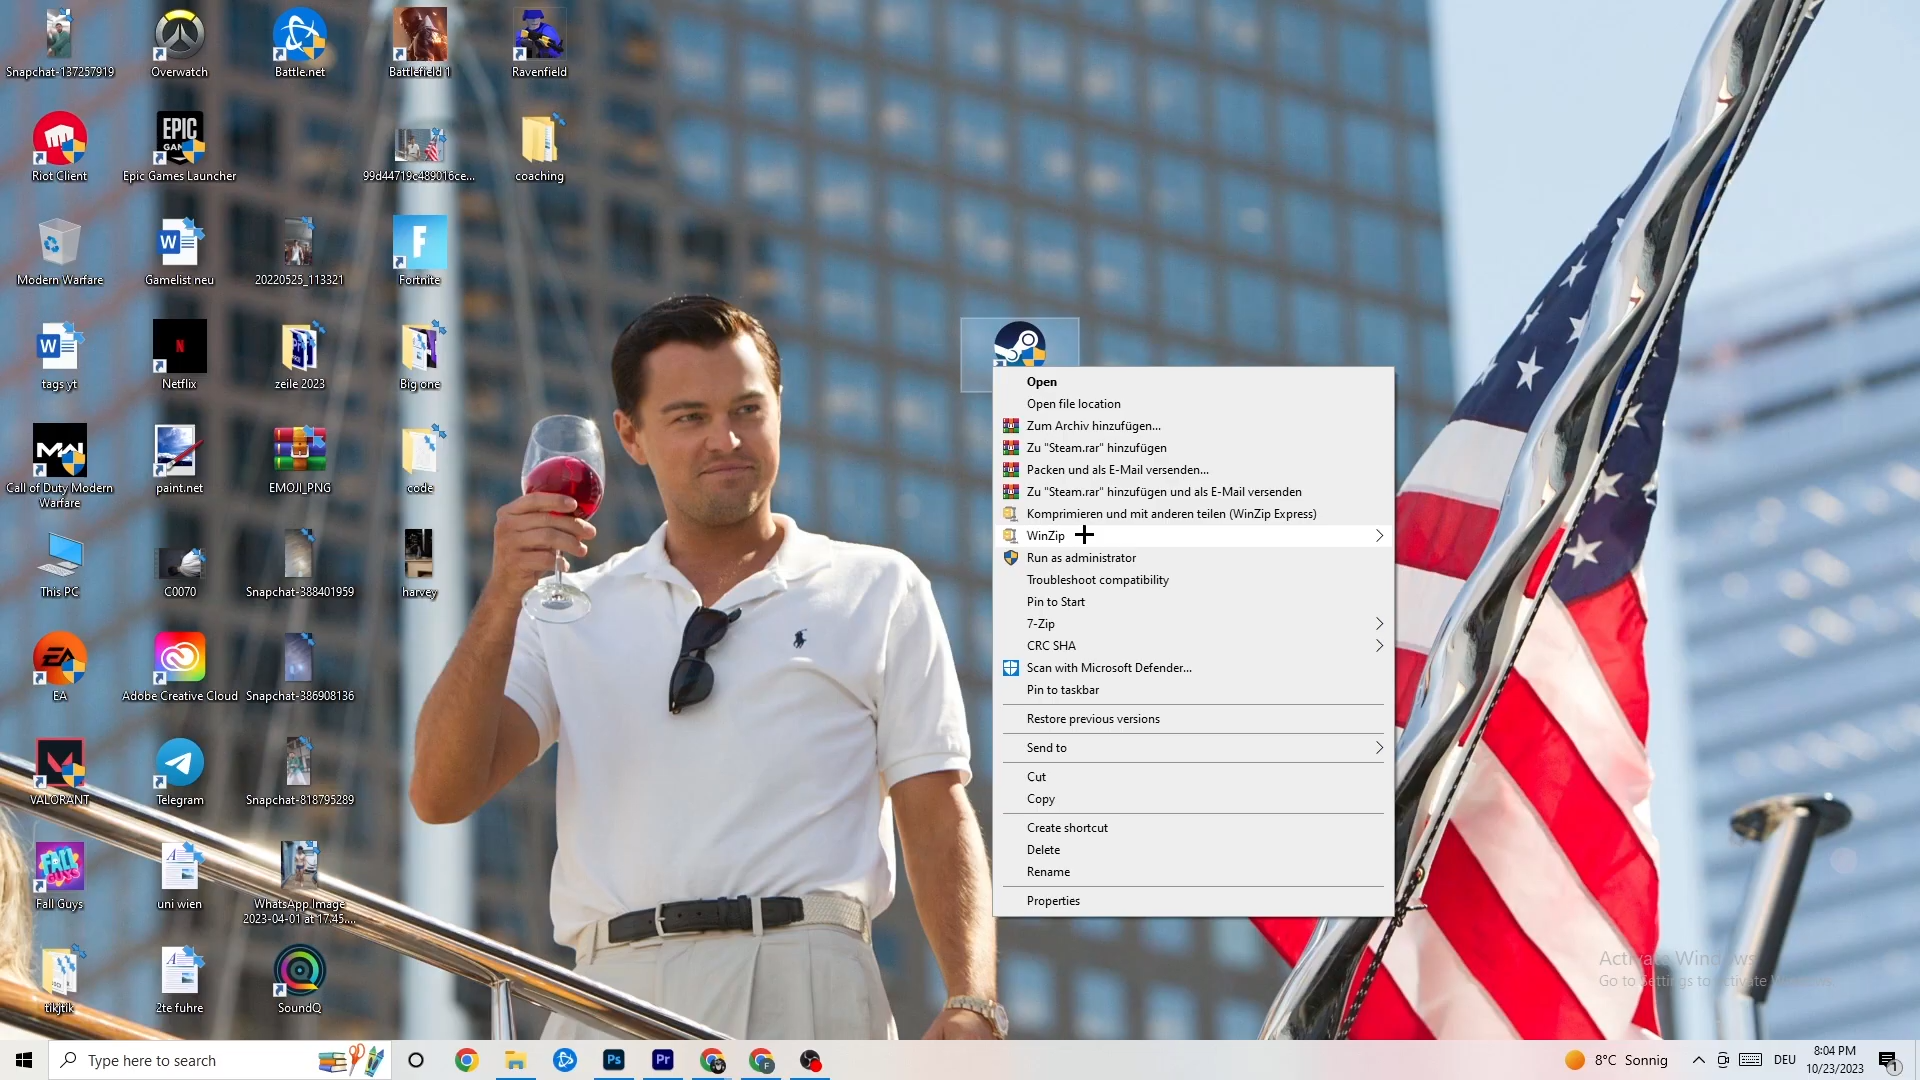 Snapchat-137257919
Overwatch
Battle.net
Battlefield 1
Ravenfield
Riot Client
EPIC
GAM
Epic Games Launcher
99d44719c489016ce...
coaching
Modern Warfare
Gamelist neu
20220525_113321
Fortnite
tags yt
Netflix
zeile 2023
Big one
Call of Duty Modern
Warfare
paint.net
EMOJI_PNG
code
This PC
C0070
Snapchat-388401959
harvey
EA
Adobe Creative Cloud
Snapchat-386908136
VALORANT
Telegram
Snapchat-818795289
Fall Guys
uni wien
WhatsApp Image
2023-04-01 at 17.45....
tikjtik
2te fuhre
SoundQ
Open
Open file location
Zum Archiv hinzufügen...
Zu "Steam.rar" hinzufügen
Packen und als E-Mail versenden...
Zu "Steam.rar" hinzufügen und als E-Mail versenden
Komprimieren und mit anderen teilen (WinZip Express)
WinZip
Run as administrator
Troubleshoot compatibility
Pin to Start
7-Zip
CRC SHA
Scan with Microsoft Defender...
Pin to taskbar
Restore previous versions
Send to
Cut
Copy
Create shortcut
Delete
Rename
Properties
Activate Windows
Go to Settings to activate Windows.
Type here to search
Ps
Pr
F
8°C Sonnig
DEU
8:04 PM
10/23/2023
1